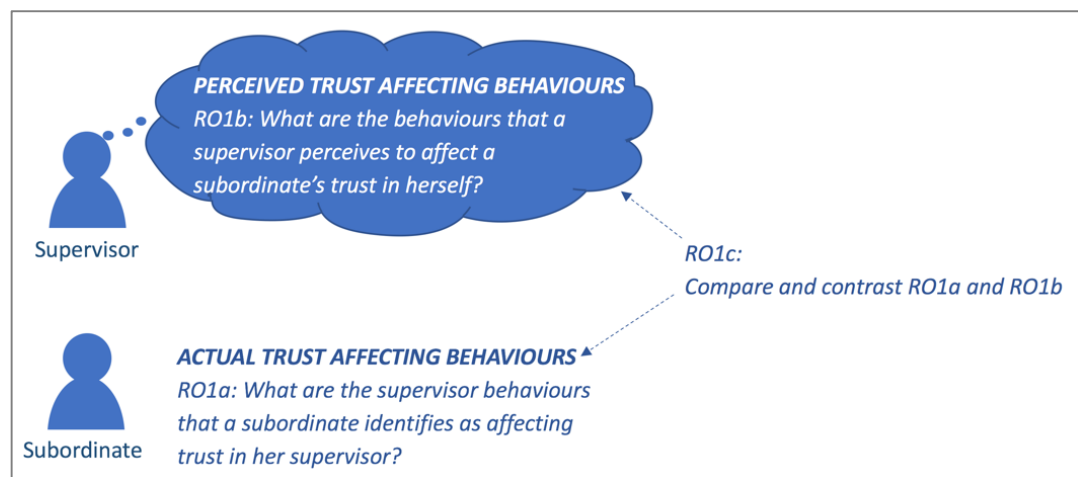 PERCEIVED TRUST AFFECTING BEHAVIOURS
RO1b: What are the behaviours that a
supervisor perceives to affect a
subordinate's trust in herself?
Supervisor
RO1c:
Compare and contrast RO1a and RO1b
ACTUAL TRUST AFFECTING BEHAVIOURS
RO1a: What are the supervisor behaviours
that a subordinate identifies as affecting
trust in her supervisor?
Subordinate